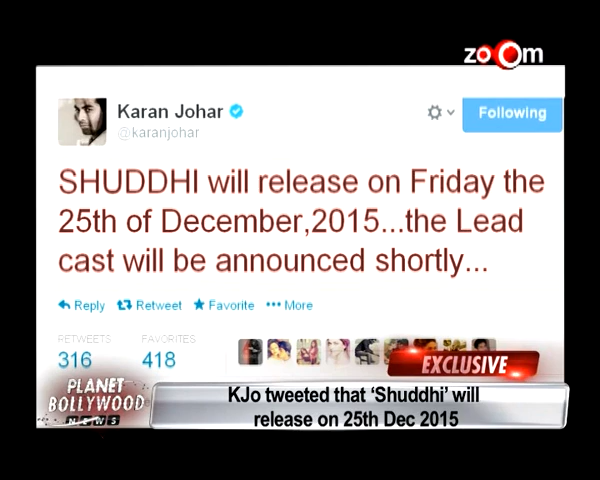 zoom
Karan Johar
@karanjohar
Following
SHUDDHI will release on Friday the
25th of December,2015...the Lead
cast will be announced shortly...
Reply Retweet Favorite More
RETWEETS FAVORITES
316 418
EXCLUSIVE
PLANET
BOLLYWOOD
NEWS
KJo tweeted that ‘Shuddhi’ will
release on 25th Dec 2015